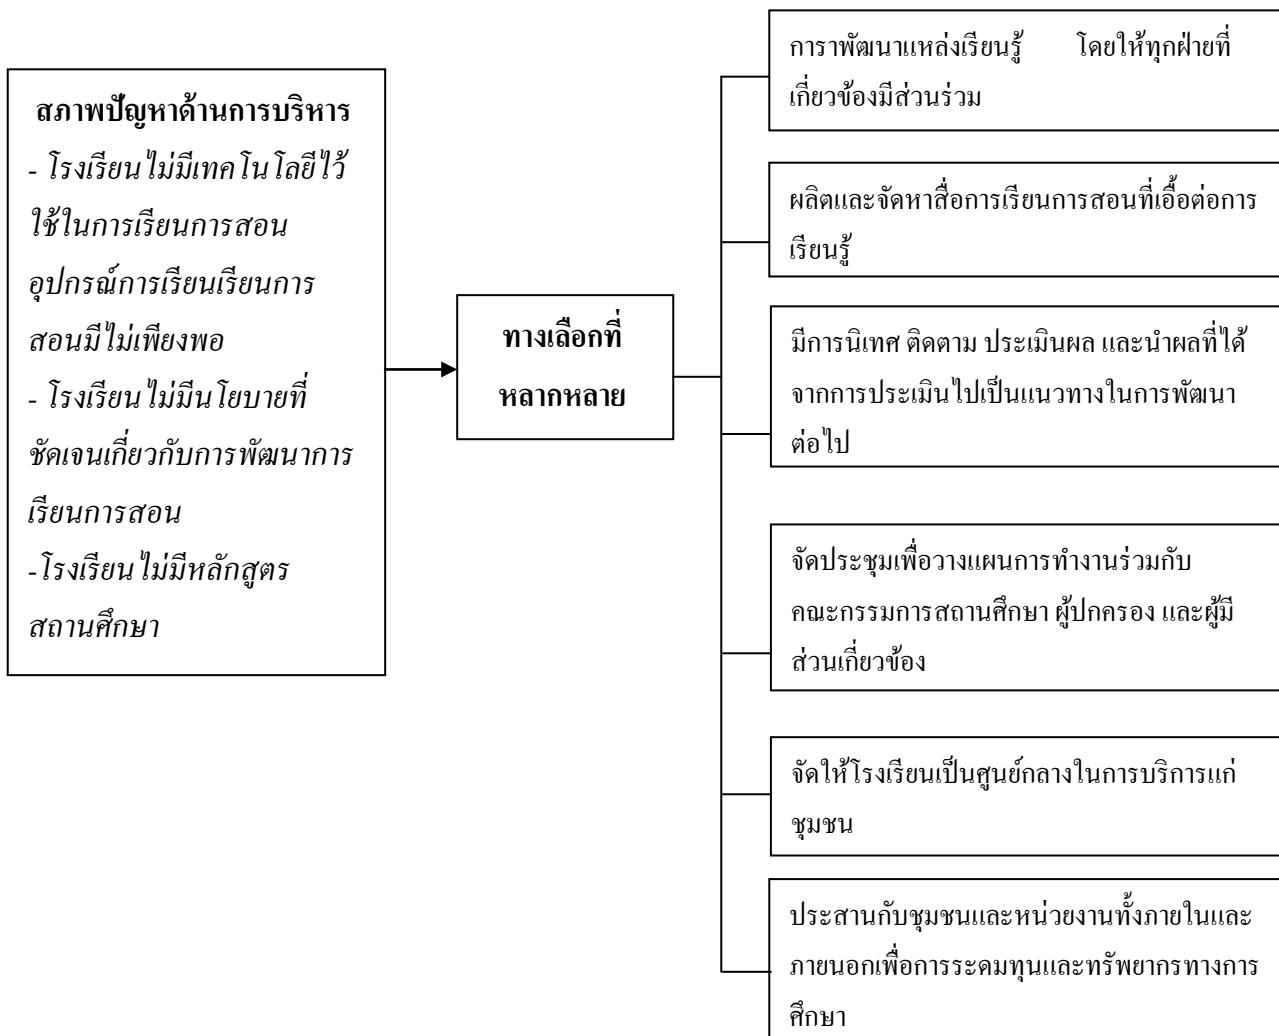 สภาพปัญหาด้านการบริหาร
- โรงเรียนไม่มีเทคโนโลยีไว้
ใช้ในการเรียนการสอน
อุปกรณ์การเรียนเรียนการ
สอนมีไม่เพียงพอ
- โรงเรียนไม่มีนโยบายที่
ชัดเจนเกี่ยวกับการพัฒนาการ
เรียนการสอน
-โรงเรียนไม่มีหลักสูตร
สถานศึกษา
ทางเลือกที่
หลากหลาย
การาพัฒนาแหล่งเรียนรู้ โดยให้ทุกฝ่ายที่
เกี่ยวข้องมีส่วนร่วม
ผลิตและจัดหาสื่อการเรียนการสอนที่เอื้อต่อการ
เรียนรู้
มีการนิเทศ ติดตาม ประเมินผล และนำผลที่ได้
จากการประเมินไปเป็นแนวทางในการพัฒนา
ต่อไป
จัดประชุมเพื่อวางแผนการทำงานร่วมกับ
คณะกรรมการสถานศึกษา ผู้ปกครอง และผู้มี
ส่วนเกี่ยวข้อง
จัดให้โรงเรียนเป็นศูนย์กลางในการบริการแก่
ชุมชน
ประสานกับชุมชนและหน่วยงานทั้งภายในและ
ภายนอกเพื่อการระดมทุนและทรัพยากรทางการ
ศึกษา